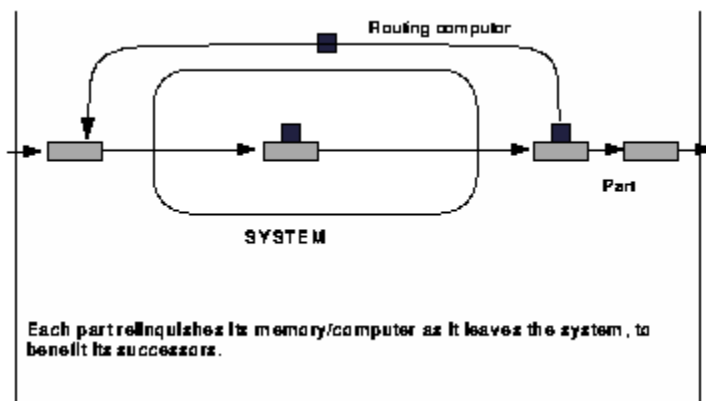 Routing computer
Part
SYSTEM
Each part relinquishes its memory/computer as it leaves the system, to
benefit its successors.